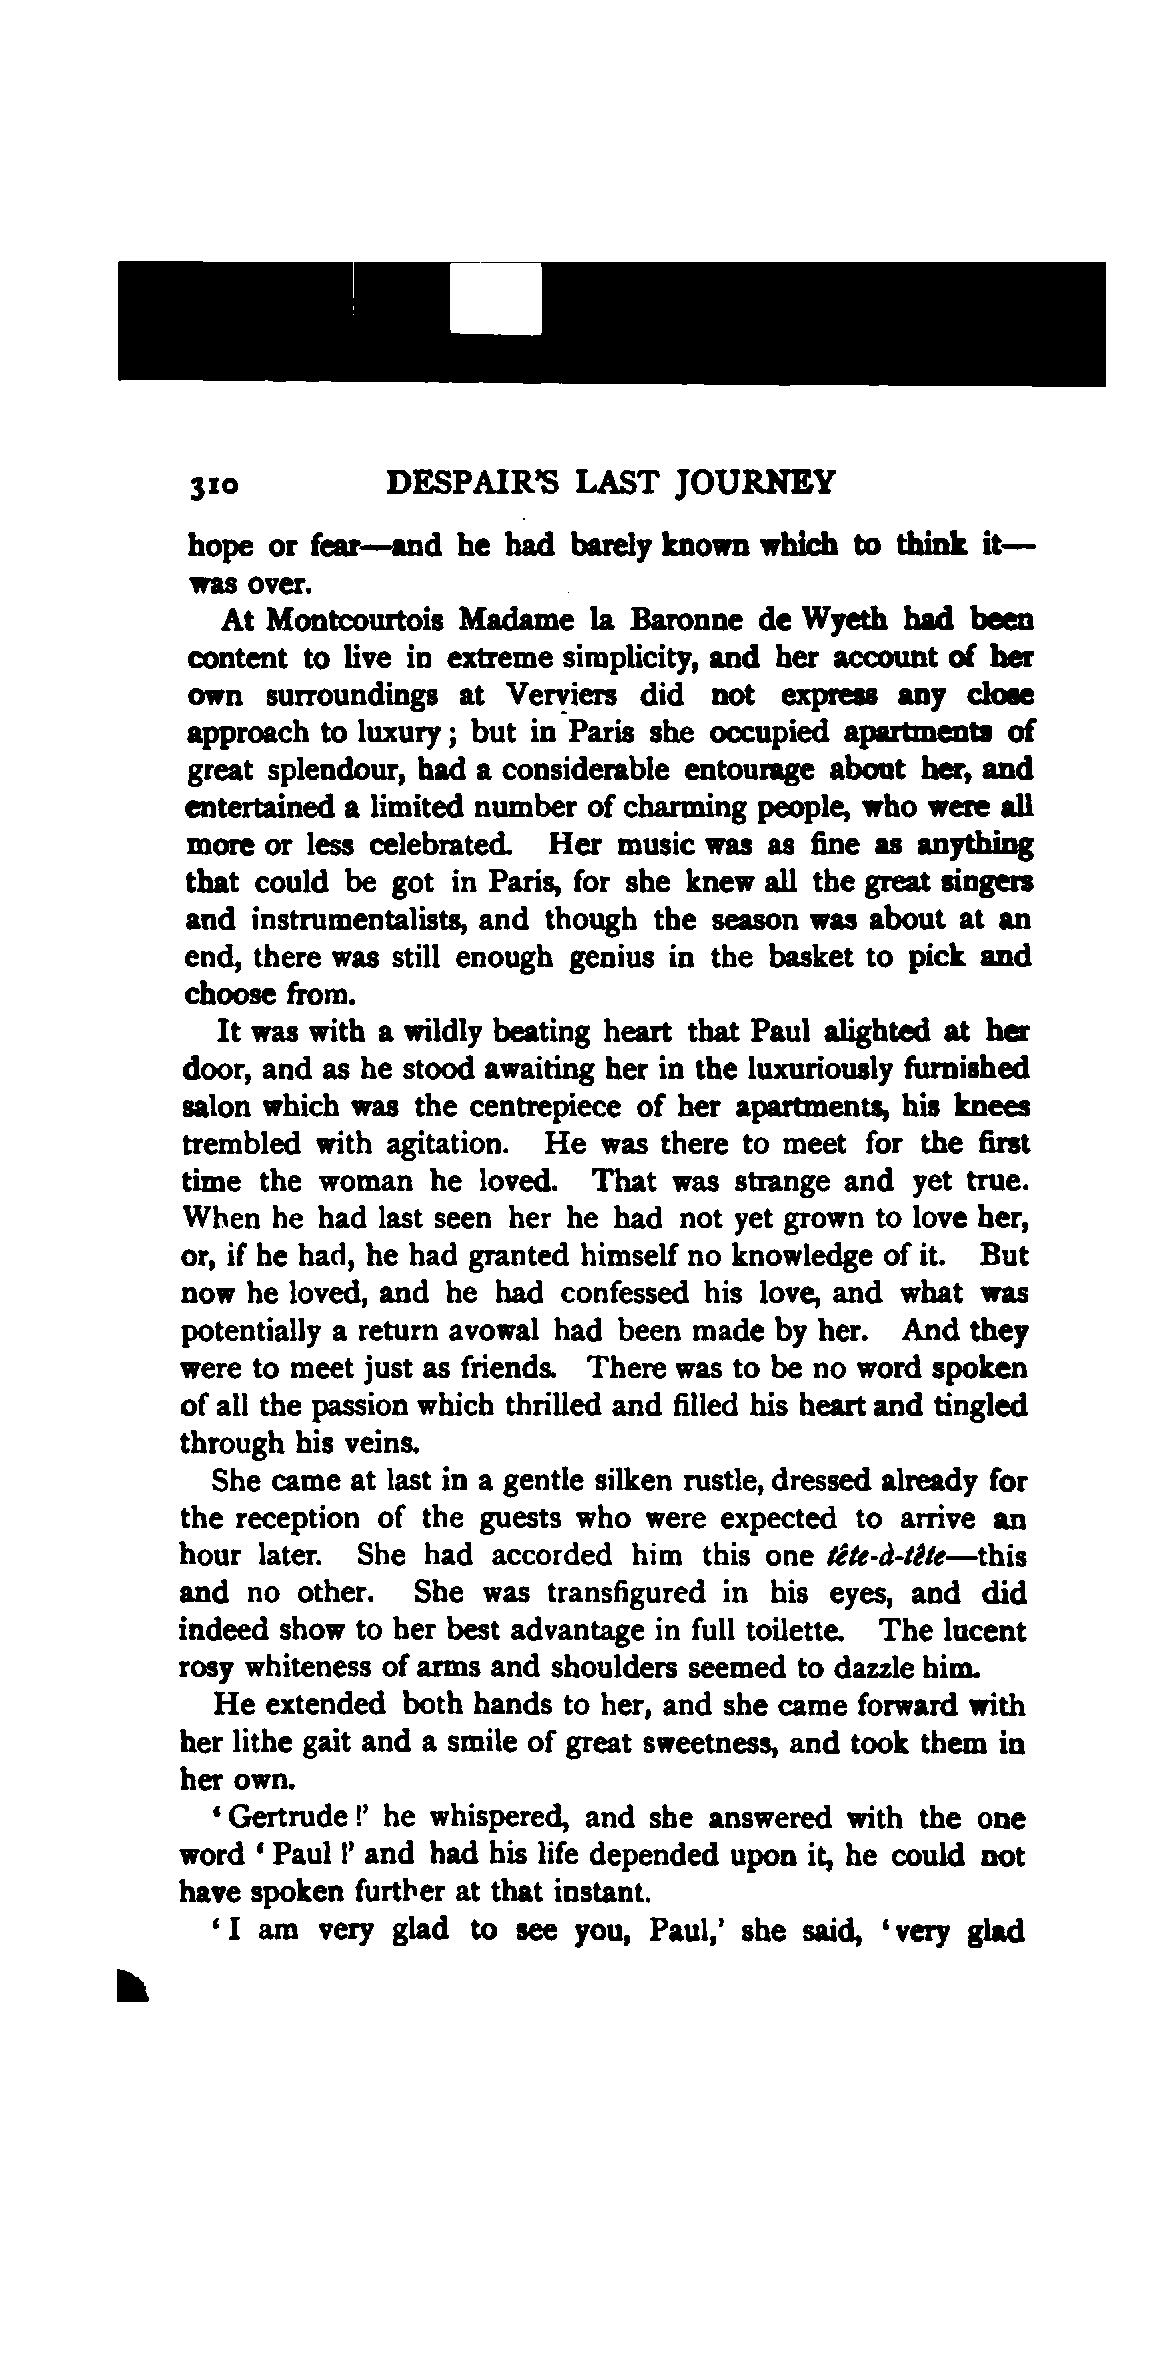 310 DESPAIR'S LAST JOURNEY
hope or fear—and he had barely known which to think it—
was over.
At Montcourtois Madame la Baronne de Wyeth had been
content to live in extreme simplicity, and her account of her
own surroundings at Verviers did not express any close
approach to luxury; but in Paris she occupied apartments of
great splendour, had a considerable entourage about her, and
entertained a limited number of charming people, who were all
more or less celebrated. Her music was as fine as anything
that could be got in Paris, for she knew all the great singers
and instrumentalists, and though the season was about at an
end, there was still enough genius in the basket to pick and
choose from.
It was with a wildly beating heart that Paul alighted at her
door, and as he stood awaiting her in the luxuriously furnished
salon which was the centrepiece of her apartments, his knees
trembled with agitation. He was there to meet for the first
time the woman he loved. That was strange and yet true.
When he had last seen her he had not yet grown to love her,
or, if he had, he had granted himself no knowledge of it. But
now he loved, and he had confessed his love, and what was
potentially a return avowal had been made by her. And they
were to meet just as friends. There was to be no word spoken
of all the passion which thrilled and filled his heart and tingled
through his veins.
She came at last in a gentle silken rustle, dressed already for
the reception of the guests who were expected to arrive an
hour later. She had accorded him this one tête-à-tête—this
and no other. She was transfigured in his eyes, and did
indeed show to her best advantage in full toilette. The lucent
rosy whiteness of arms and shoulders seemed to dazzle him.
He extended both hands to her, and she came forward with
her lithe gait and a smile of great sweetness, and took them in
her own.
'Gertrude!' he whispered, and she answered with the one
word 'Paul!' and had his life depended upon it, he could not
have spoken further at that instant.
'I am very glad to see you, Paul,' she said, 'very glad